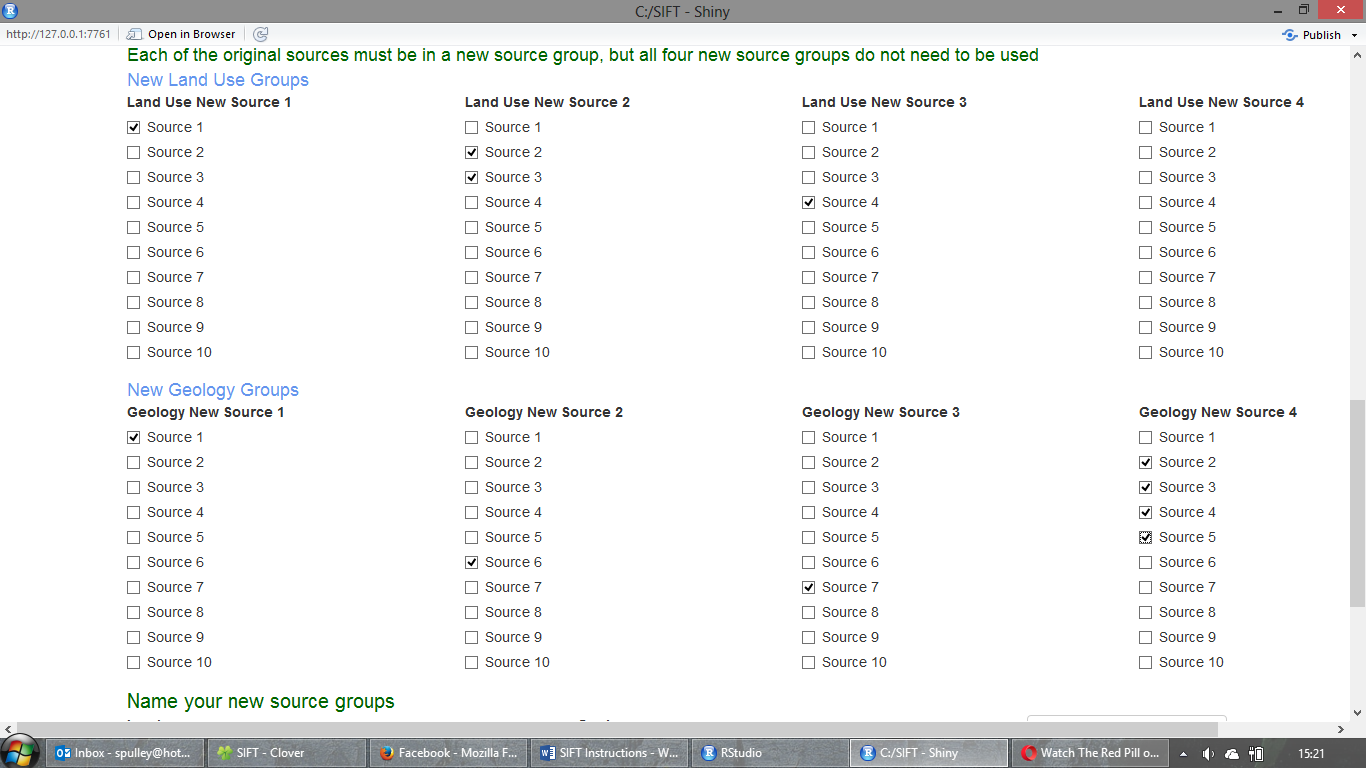 C:/SIFT - Shiny
http://127.0.0.1:7761 Open in Browser Publish
Each of the original sources must be in a new source group, but all four new source groups do not need to be used
New Land Use Groups
Land Use New Source 1 Land Use New Source 2 Land Use New Source 3 Land Use New Source 4
Source 1 Source 1 Source 1 Source 1
Source 2 Source 2 Source 2 Source 2
Source 3 Source 3 Source 3 Source 3
Source 4 Source 4 Source 4 Source 4
Source 5 Source 5 Source 5 Source 5
Source 6 Source 6 Source 6 Source 6
Source 7 Source 7 Source 7 Source 7
Source 8 Source 8 Source 8 Source 8
Source 9 Source 9 Source 9 Source 9
Source 10 Source 10 Source 10 Source 10
New Geology Groups
Geology New Source 1 Geology New Source 2 Geology New Source 3 Geology New Source 4
Source 1 Source 1 Source 1 Source 1
Source 2 Source 2 Source 2 Source 2
Source 3 Source 3 Source 3 Source 3
Source 4 Source 4 Source 4 Source 4
Source 5 Source 5 Source 5 Source 5
Source 6 Source 6 Source 6 Source 6
Source 7 Source 7 Source 7 Source 7
Source 8 Source 8 Source 8 Source 8
Source 9 Source 9 Source 9 Source 9
Source 10 Source 10 Source 10 Source 10
Name your new source groups
Inbox - spulley@hot... SIFT - Clover Facebook - Mozilla F... SIFT Instructions - W... RStudio C:/SIFT - Shiny Watch The Red Pill o... 15:21